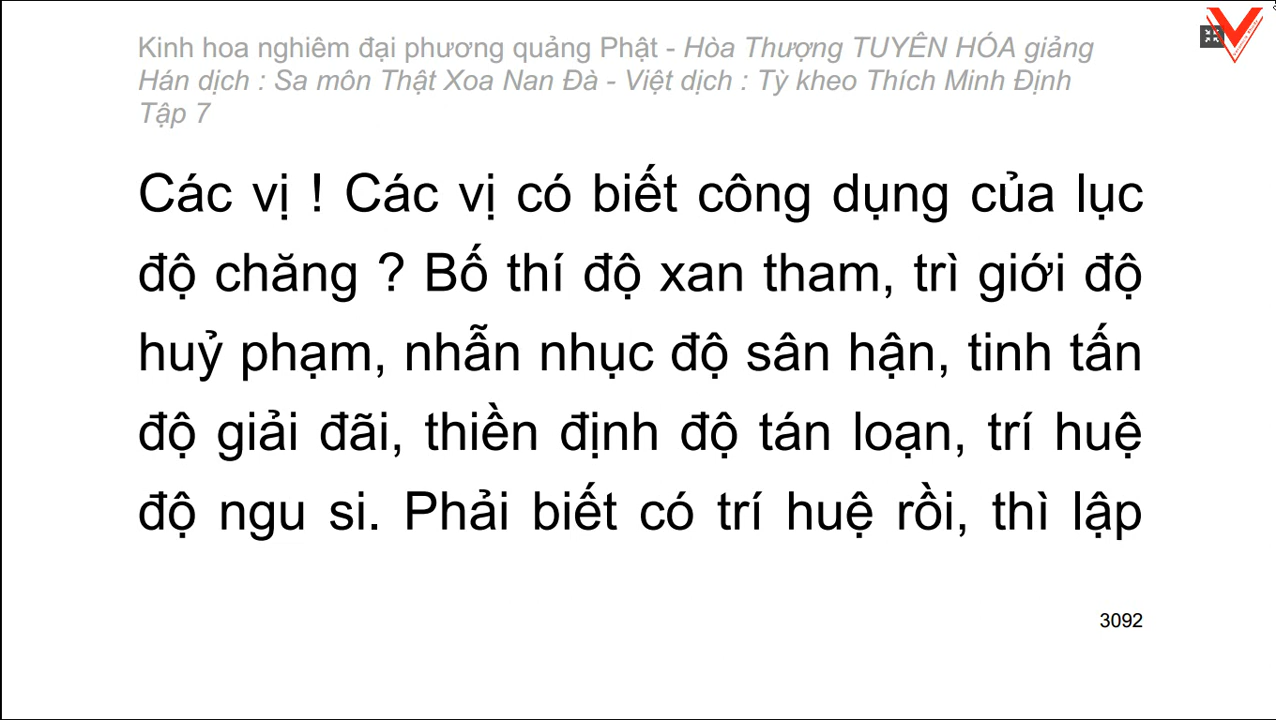 Kinh hoa nghiêm đại phương quảng Phật - Hòa Thượng TUYÊN HÓA giảng
Hán dịch : Sa môn Thật Xoa Nan Đà - Việt dịch : Tỳ kheo Thích Minh Định
Tập 7
Các vị ! Các vị có biết công dụng của lục
độ chăng ? Bố thí độ xan tham, trì giới độ
huỷ phạm, nhẫn nhục độ sân hận, tinh tấn
độ giải đãi, thiền định độ tán loạn, trí huệ
độ ngu si. Phải biết có trí huệ rồi, thì lập
3092